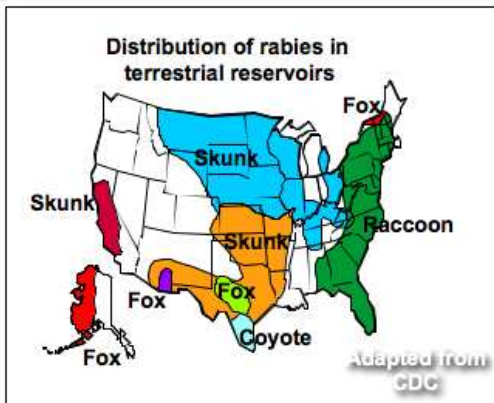 Distribution of rabies in
terrestrial reservoirs
Fox
Skunk
Skunk
Raccoon
Skunk
Fox
Fox
Coyote
Fox
Adapted from
CDC